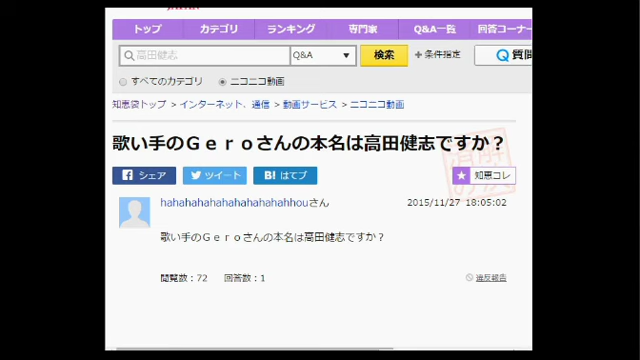 トップ カテゴリ ランキング 専門家 Q&A一覧 回答コーナー
高田健志 Q&A 検索 +条件指定 Q 質問
すべてのカテゴリ ニコニコ動画
知恵袋トップ > インターネット、通信 > 動画サービス > ニコニコ動画
歌い手のGeroさんの本名は高田健志ですか?
シェア ツイート B! はてブ 知恵コレ
hahahahahahahahahahahhouさん 2015/11/27 18:05:02
歌い手のGeroさんの本名は高田健志ですか?
閲覧数:72 回答数:1 違反報告